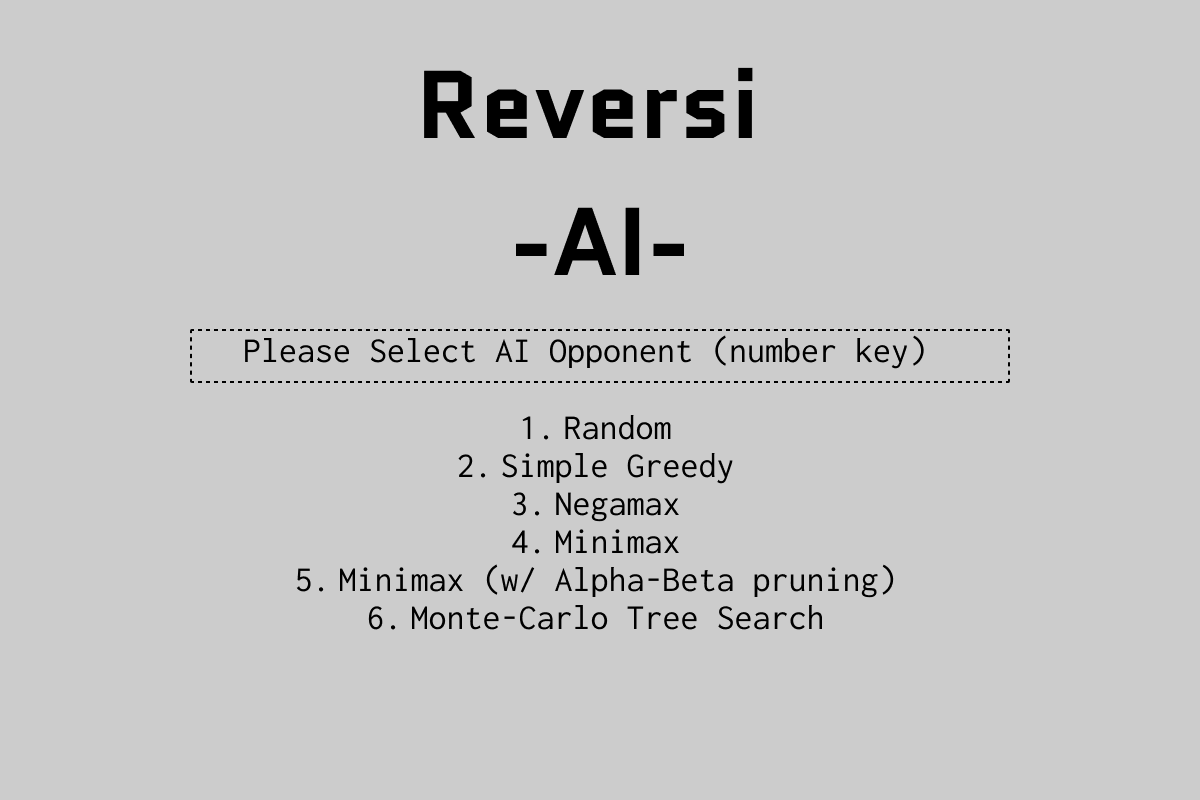 Reversi
-AI-
Please Select AI Opponent (number key)
1. Random
2. Simple Greedy
3. Negamax
4. Minimax
5. Minimax (w/ Alpha-Beta pruning)
6. Monte-Carlo Tree Search